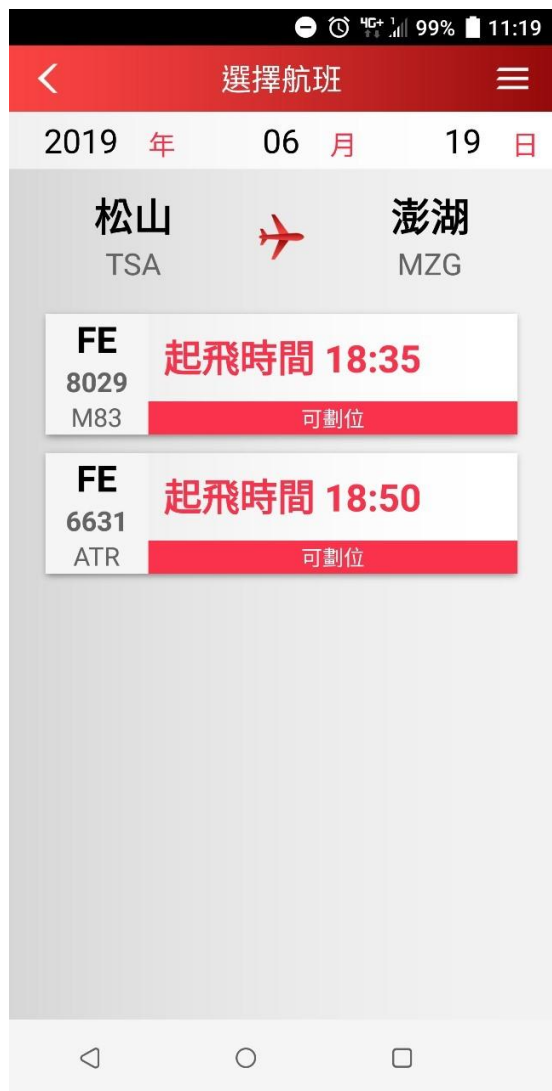 4G+ 1 99% 11:19
選擇航班
2019 年 06 月 19 日
松山 澎湖
TSA MZG
FE
8029
M83
起飛時間 18:35
可劃位
FE
6631
ATR
起飛時間 18:50
可劃位